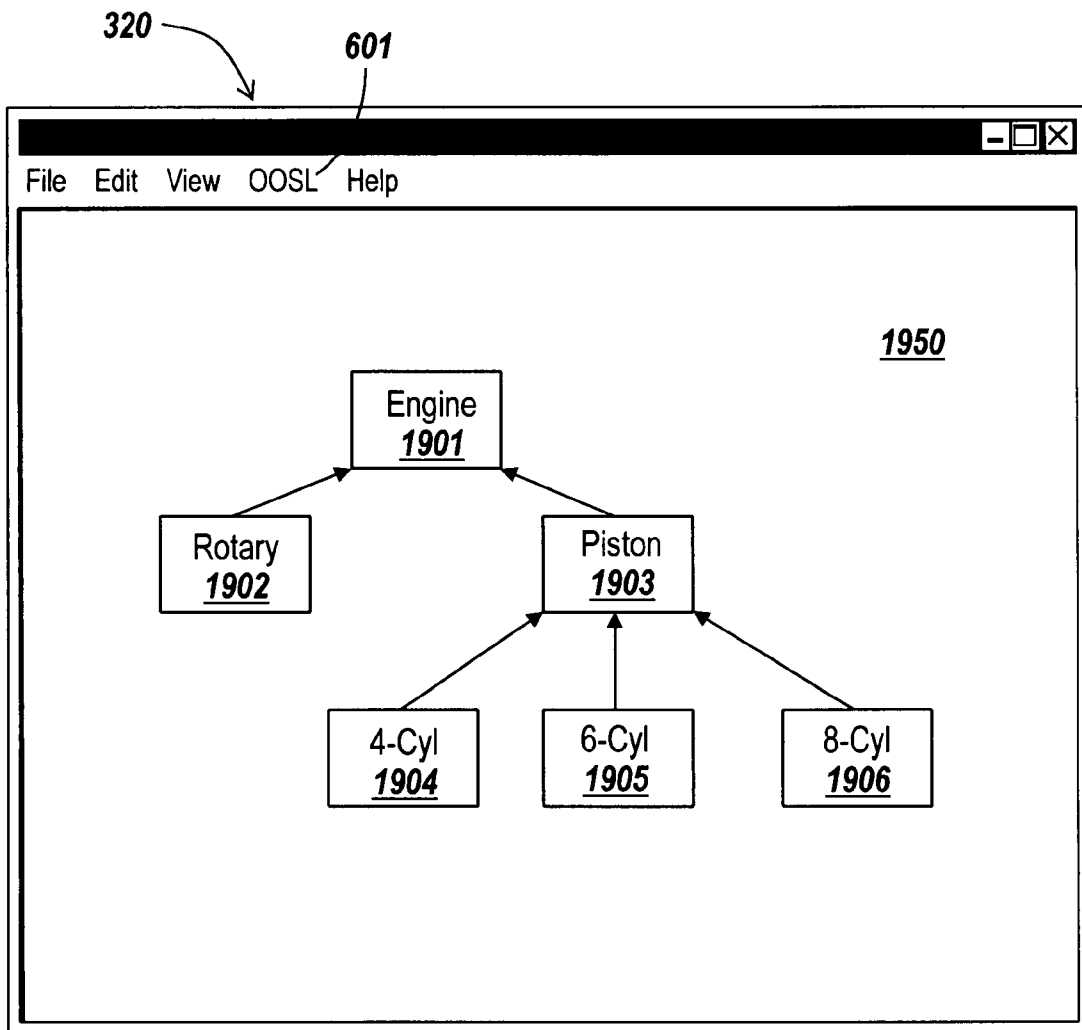 320
601
File Edit View OOSL Help
1950
Engine
1901
Rotary
1902
Piston
1903
4-Cyl
1904
6-Cyl
1905
8-Cyl
1906